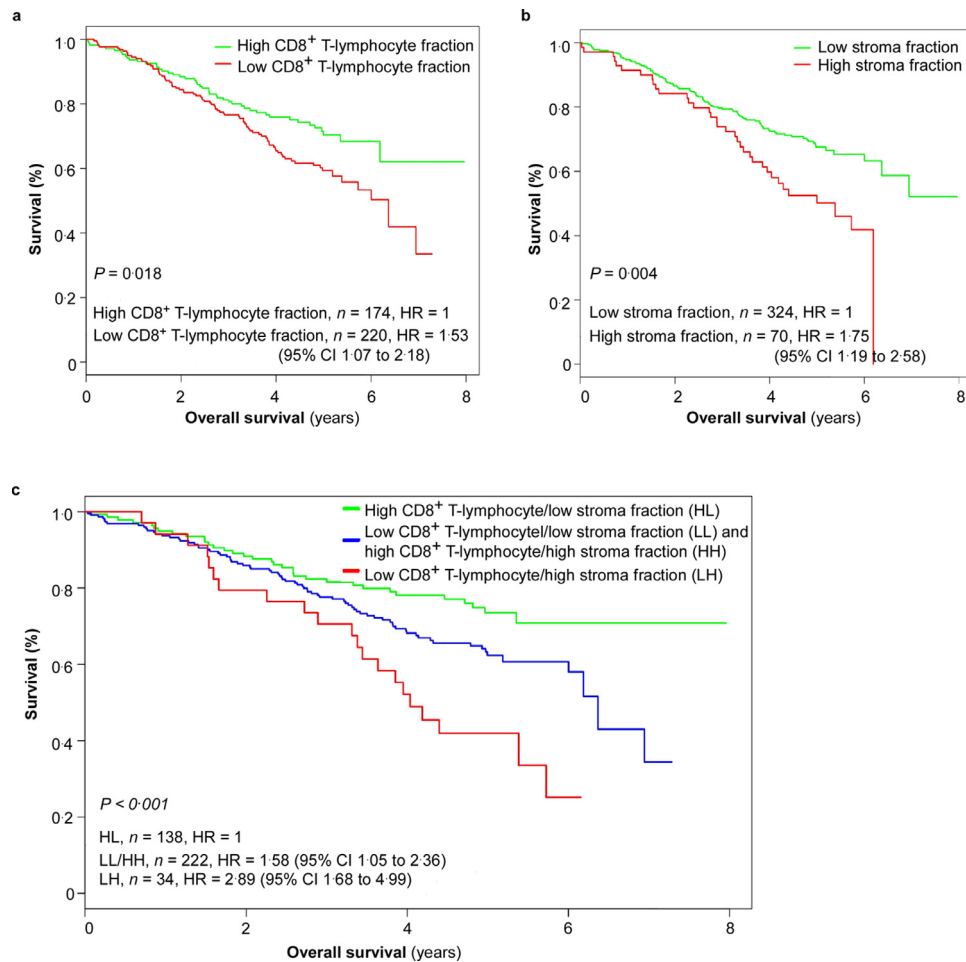 a
High CD8⁺ T-lymphocyte fraction
Low CD8⁺ T-lymphocyte fraction
1·0
0·8
0·6
0·4
0·2
0
Survival (%)
P = 0·018
High CD8⁺ T-lymphocyte fraction, n = 174, HR = 1
Low CD8⁺ T-lymphocyte fraction, n = 220, HR = 1·53
(95% CI 1·07 to 2·18)
0 2 4 6 8
Overall survival (years)
b
Low stroma fraction
High stroma fraction
1·0
0·8
0·6
0·4
0·2
0
Survival (%)
P = 0·004
Low stroma fraction, n = 324, HR = 1
High stroma fraction, n = 70, HR = 1·75
(95% CI 1·19 to 2·58)
0 2 4 6 8
Overall survival (years)
c
High CD8⁺ T-lymphocyte/low stroma fraction (HL)
Low CD8⁺ T-lymphocytel/low stroma fraction (LL) and
high CD8⁺ T-lymphocyte/high stroma fraction (HH)
Low CD8⁺ T-lymphocyte/high stroma fraction (LH)
1·0
0·8
0·6
0·4
0·2
0
Survival (%)
P < 0·001
HL, n = 138, HR = 1
LL/HH, n = 222, HR = 1·58 (95% CI 1·05 to 2·36)
LH, n = 34, HR = 2·89 (95% CI 1·68 to 4·99)
0 2 4 6 8
Overall survival (years)